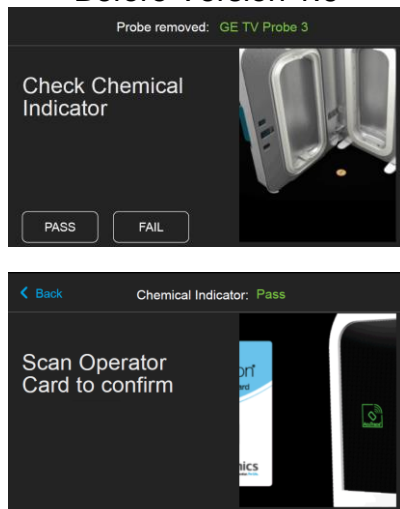 Probe removed: GE TV Probe 3
Check Chemical
Indicator
PASS
FAIL
Back
Chemical Indicator: Pass
Scan Operator
Card to confirm